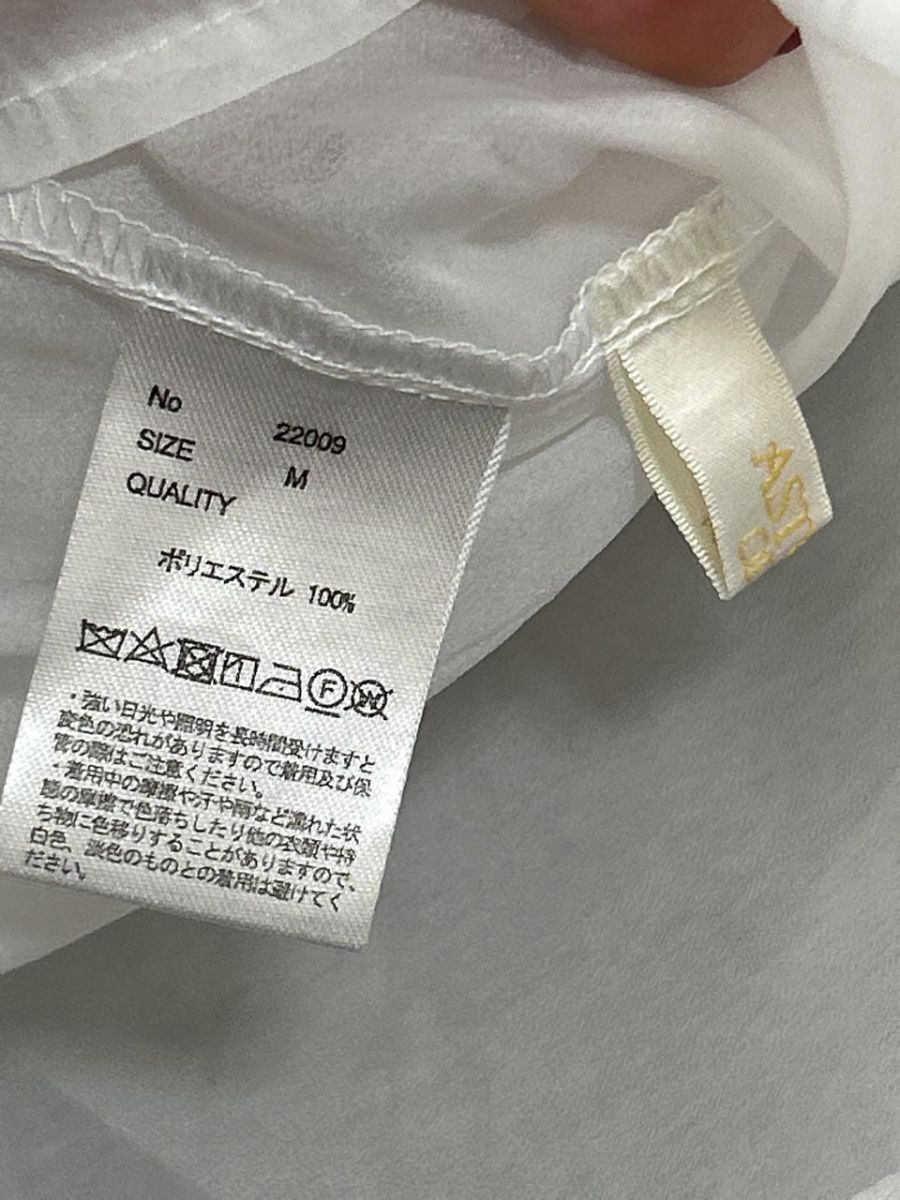 No 22009
SIZE M
QUALITY
ポリエステル 100%
F
W
・強い日光や照明を長時間受けますと
変色の恐れがありますので着用及び保
管の際はご注意ください。
・着用中の摩擦や汗や雨など濡れた状
態の摩擦で色落ちしたり他の衣類や持
ち物に色移りすることがありますので、
白色、淡色のものとの着用は避けてく
ださい。